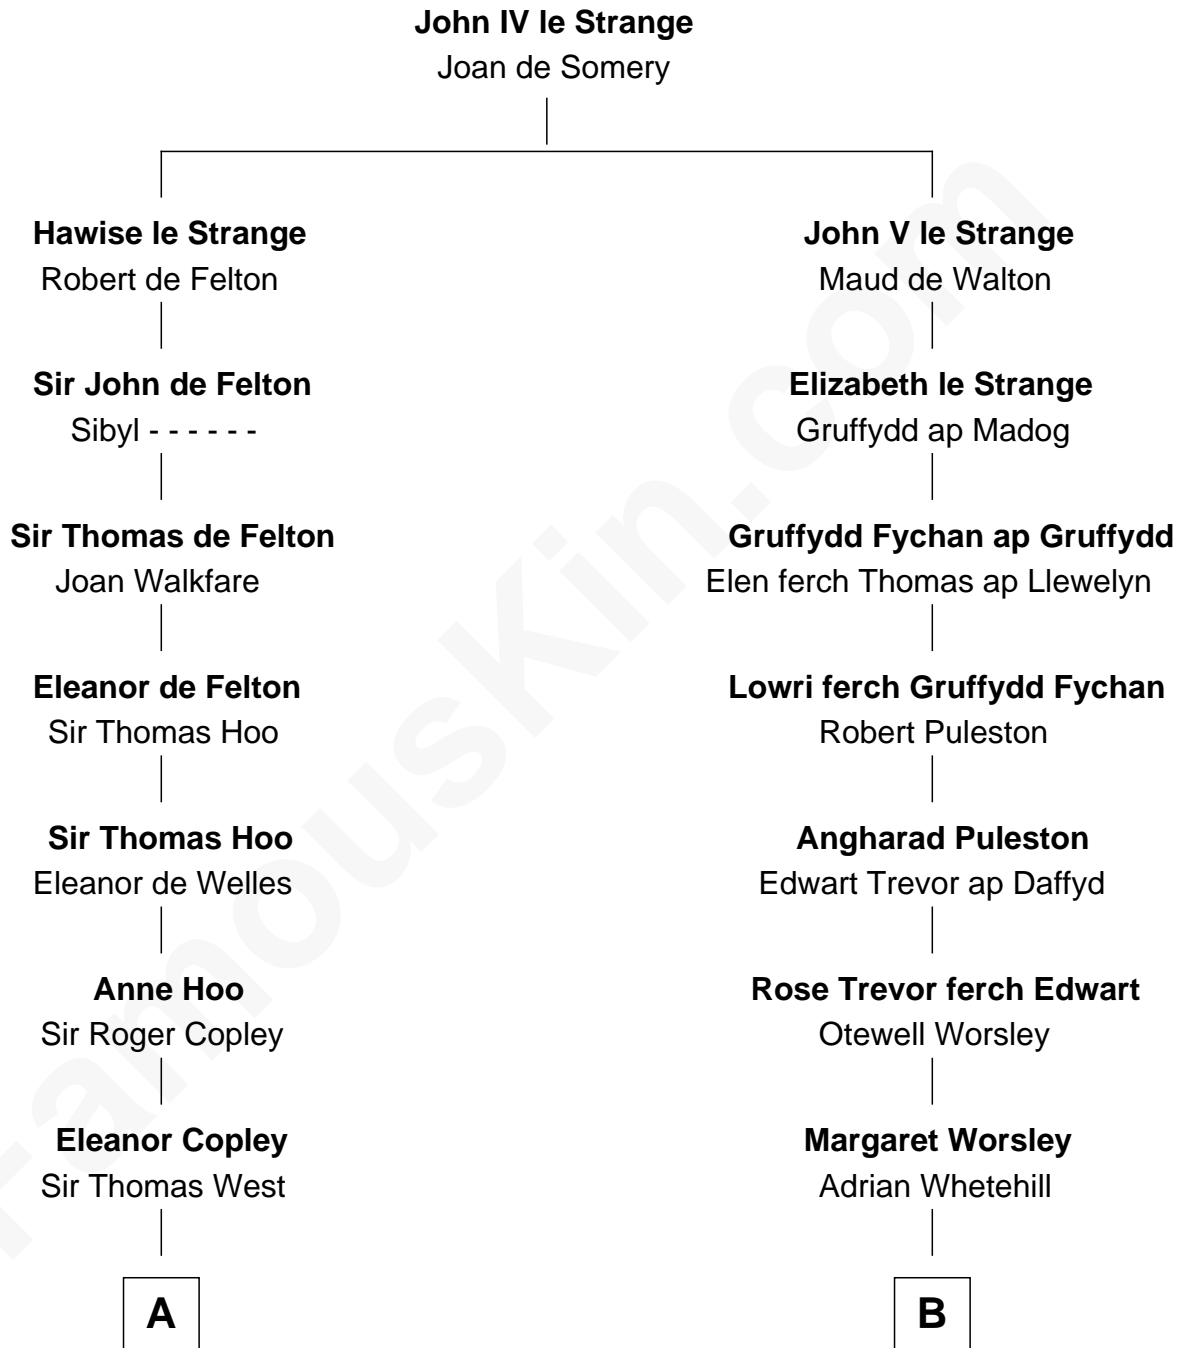 John IV le Strange
Joan de Somery
Hawise le Strange
Robert de Felton
John V le Strange
Maud de Walton
Sir John de Felton
Sibyl - - - - - -
Elizabeth le Strange
Gruffydd ap Madog
Sir Thomas de Felton
Joan Walkfare
Gruffydd Fychan ap Gruffydd
Elen ferch Thomas ap Llewelyn
Eleanor de Felton
Sir Thomas Hoo
Lowri ferch Gruffydd Fychan
Robert Puleston
Sir Thomas Hoo
Eleanor de Welles
Angharad Puleston
Edwart Trevor ap Daffyd
Anne Hoo
Sir Roger Copley
Rose Trevor ferch Edwart
Otewell Worsley
Eleanor Copley
Sir Thomas West
Margaret Worsley
Adrian Whetehill
A
B
FamousKin.com